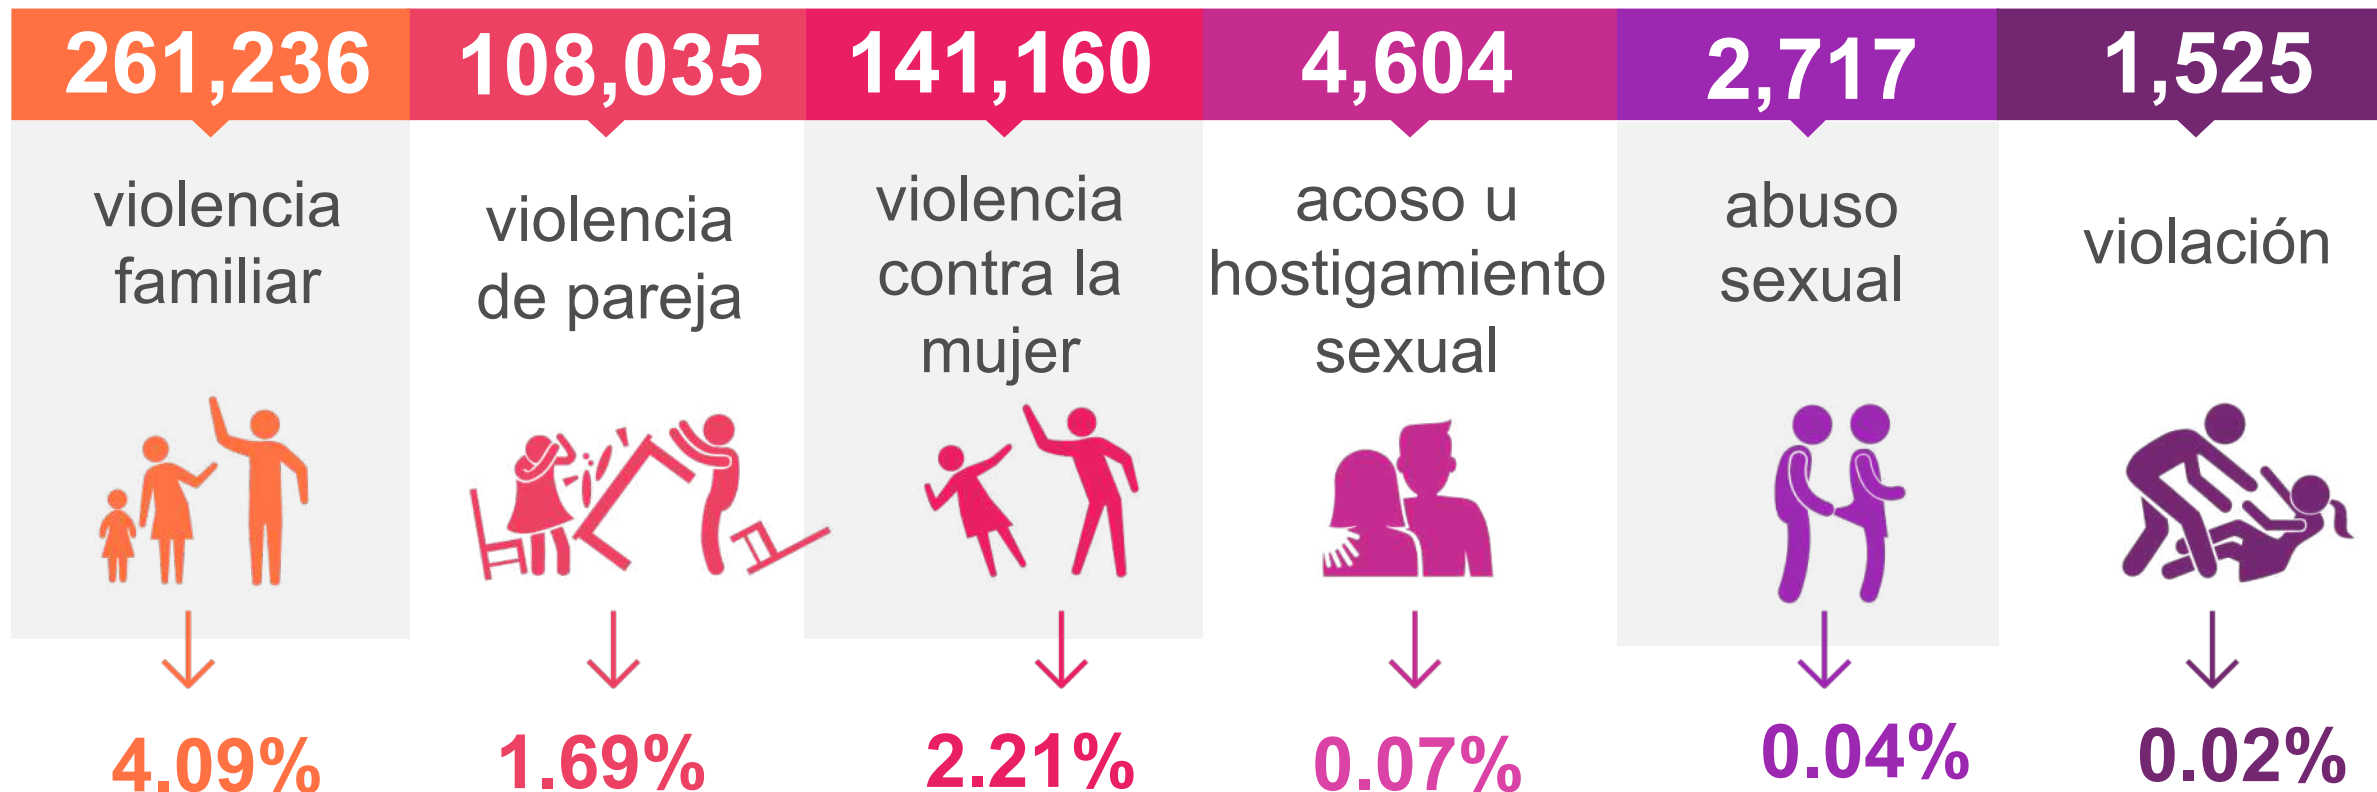 261,236
violencia
familiar
4.09%
108,035
violencia
de pareja
1.69%
141,160
violencia
contra la
mujer
2.21%
4,604
acoso u
hostigamiento
sexual
0.07%
2,717
abuso
sexual
0.04%
1,525
violación
0.02%